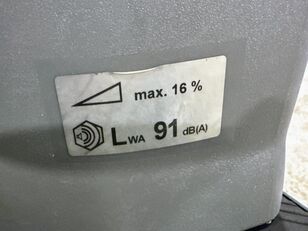 max. 16 %
LWA 91 dB(A)